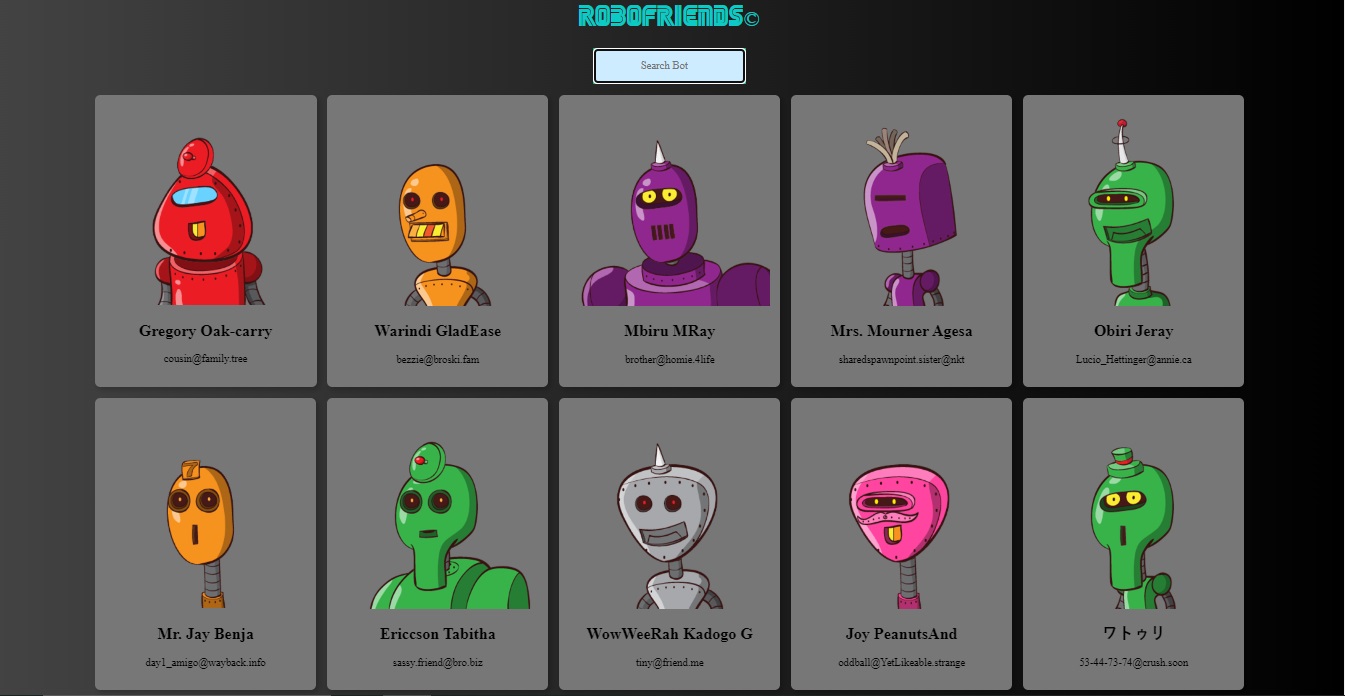 ROBOFRIENDS©
Search Bot
Gregory Oak-carry
cousin@family.tree
Warindi GladEase
bezzie@broski.fam
Mbiru MRay
brother@homie.4life
Mrs. Mourner Agesa
sharedspawnpoint.sister@nkt
Obiri Jeray
Lucio_Hettinger@annie.ca
7
Mr. Jay Benja
day1_amigo@wayback.info
Ericcson Tabitha
sassy.friend@bro.biz
WowWeeRah Kadogo G
tiny@friend.me
Joy PeanutsAnd
oddball@YetLikeable.strange
ワトゥリ
53-44-73-74@crush.soon